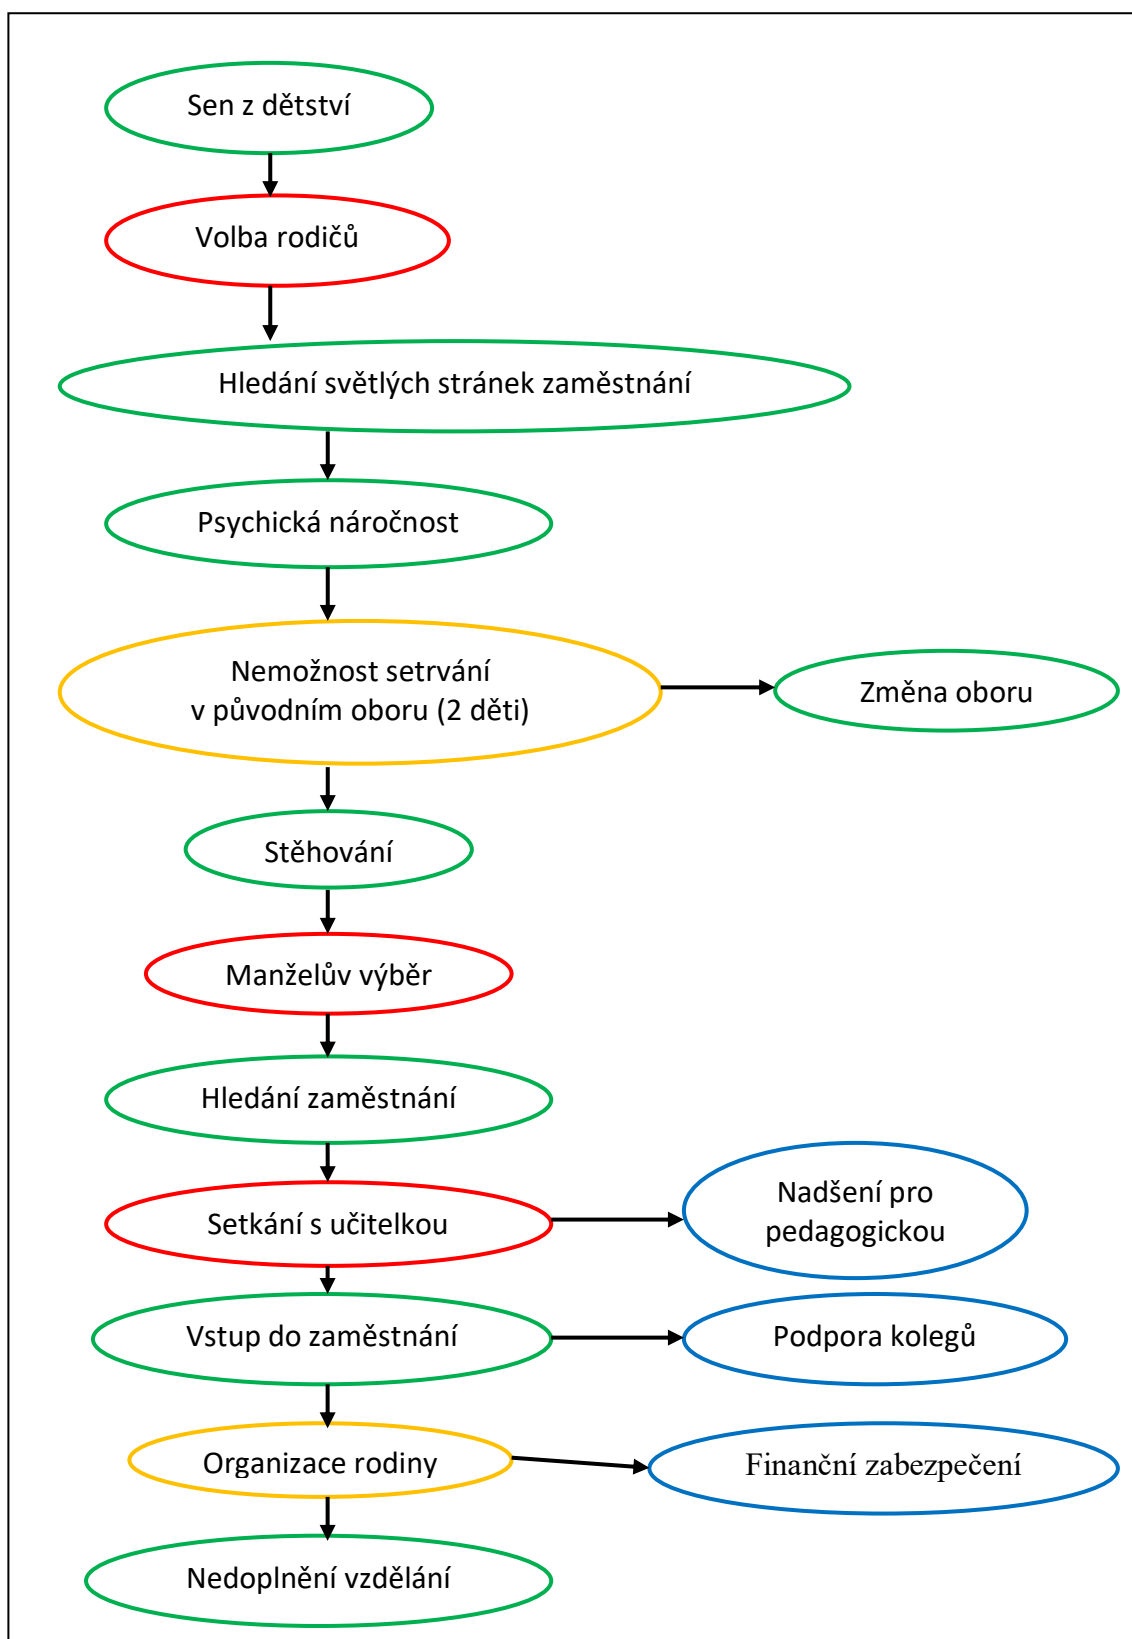 Sen z dětství
Volba rodičů
Hledání světlých stránek zaměstnání
Psychická náročnost
Nemožnost setrvání
v původním oboru (2 děti)
Změna oboru
Stěhování
Manželův výběr
Hledání zaměstnání
Setkání s učitelkou
Nadšení pro
pedagogickou
Vstup do zaměstnání
Podpora kolegů
Organizace rodiny
Finanční zabezpečení
Nedoplnění vzdělání